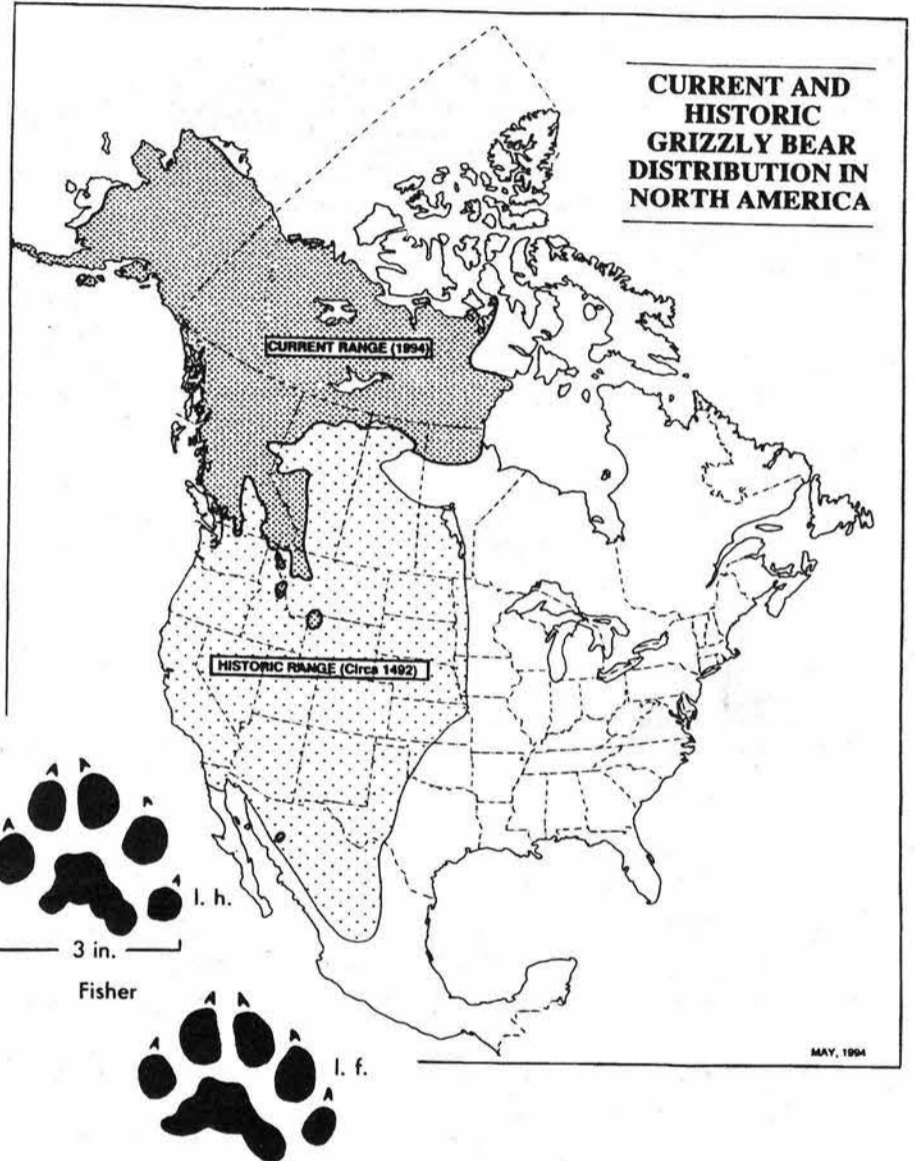 CURRENT AND
HISTORIC
GRIZZLY BEAR
DISTRIBUTION IN
NORTH AMERICA
CURRENT RANGE (1994)
HISTORIC RANGE (Circa 1492)
l. h.
3 in.
Fisher
l. f.
MAY, 1994